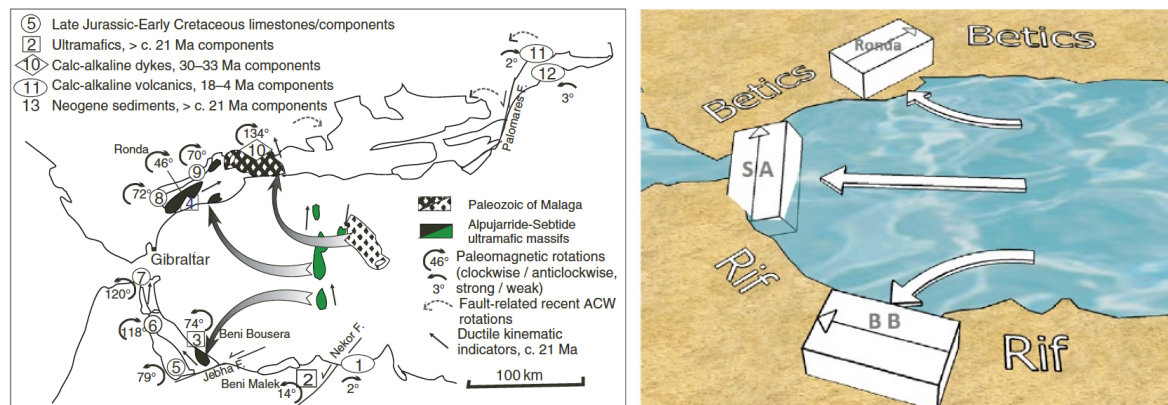 5 Late Jurassic-Early Cretaceous limestones/components
2 Ultramafics, > c. 21 Ma components
10 Calc-alkaline dykes, 30–33 Ma components
11 Calc-alkaline volcanics, 18–4 Ma components
13 Neogene sediments, > c. 21 Ma components
11
2°
12
3°
Palomares F.
134°
10
Ronda
70°
46°
9
72°
8
4
Gibraltar
7
120°
6
118°
74°
3
Beni Bousera
5
79°
Jebha F.
Beni Malek
2
14°
Nekor F.
1
2°
Paleozoic of Malaga
Alpujarride-Sebtide
ultramafic massifs
46° Paleomagnetic rotations
(clockwise / anticlockwise,
3° strong / weak)
Fault-related recent ACW
rotations
Ductile kinematic
indicators, c. 21 Ma
100 km
Ronda
Betics
Betics
SA
Rif
BB
Rif